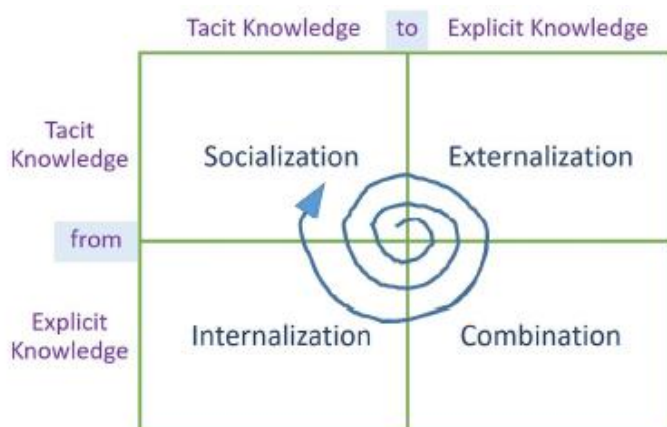 Tacit Knowledge to Explicit Knowledge
Tacit
Knowledge
Socialization Externalization
from
Explicit
Knowledge
Internalization Combination